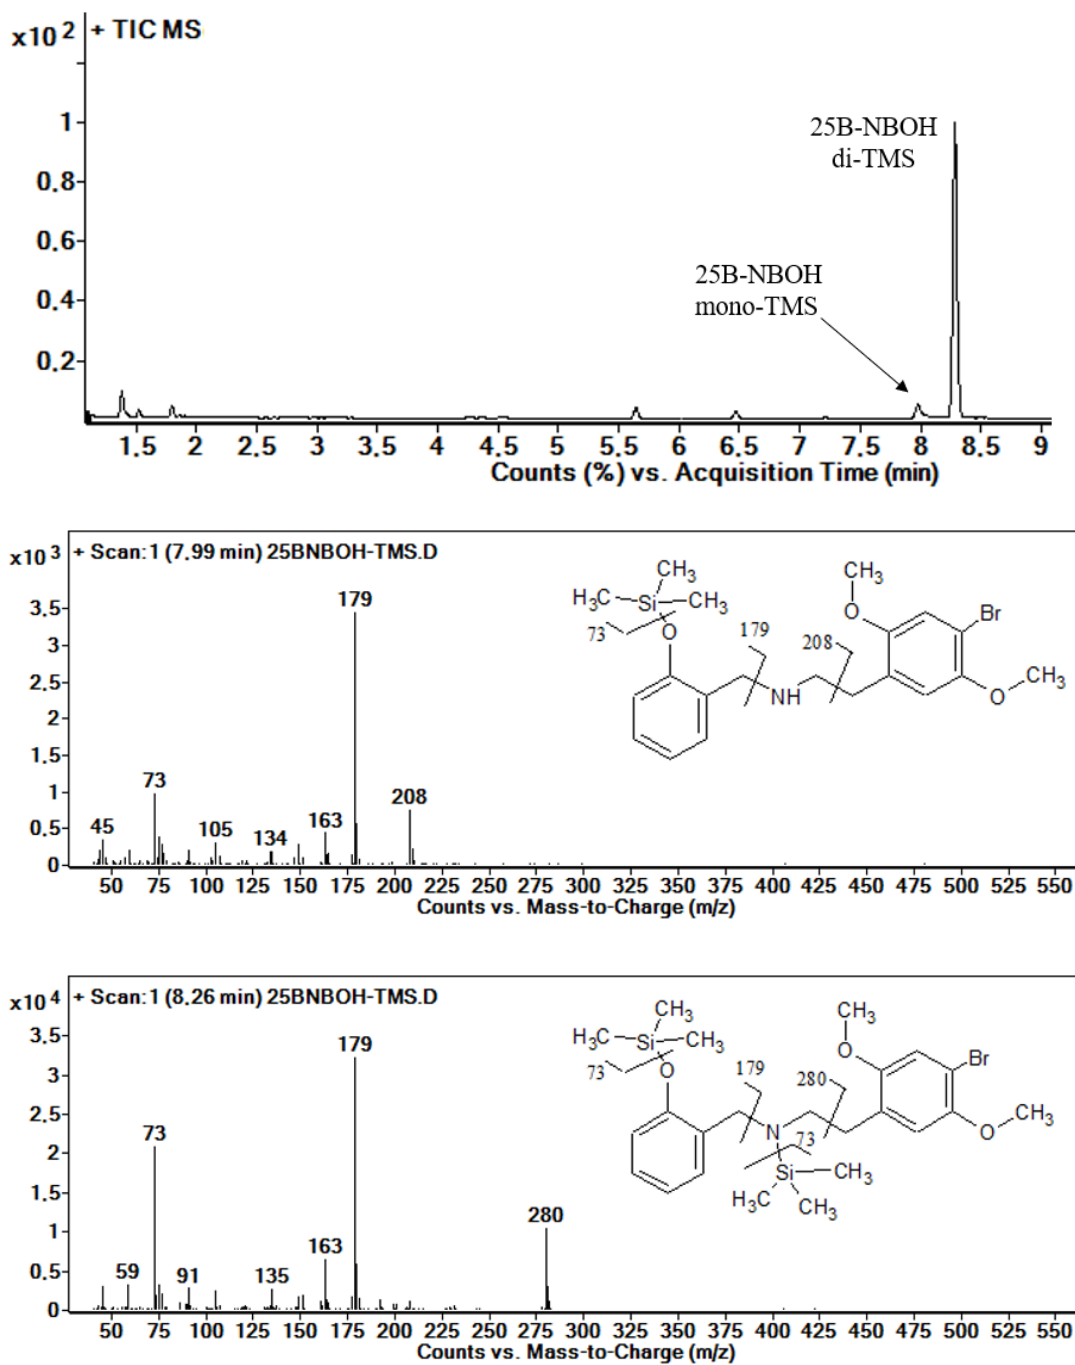 x10 2 + TIC MS
1
0.8
0.6
0.4
0.2
25B-NBOH
di-TMS
25B-NBOH
mono-TMS
1.5 2 2.5 3 3.5 4 4.5 5 5.5 6 6.5 7 7.5 8 8.5 9
Counts (%) vs. Acquisition Time (min)
x10 3 + Scan:1 (7.99 min) 25BNBOH-TMS.D
3.5
3
2.5
2
1.5
1
0.5
0
45 73 105 134 163 179 208
CH3
H3C Si CH3
73 O
179
NH
208
CH3
O
Br
O CH3
50 75 100 125 150 175 200 225 250 275 300 325 350 375 400 425 450 475 500 525 550
Counts vs. Mass-to-Charge (m/z)
x10 4 + Scan:1 (8.26 min) 25BNBOH-TMS.D
3.5
3
2.5
2
1.5
1
0.5
0
59 73 91 135 163 179 280
CH3
H3C Si CH3
73 O
179
N
280
73
Si CH3
H3C CH3
CH3
O
Br
O CH3
50 75 100 125 150 175 200 225 250 275 300 325 350 375 400 425 450 475 500 525 550
Counts vs. Mass-to-Charge (m/z)